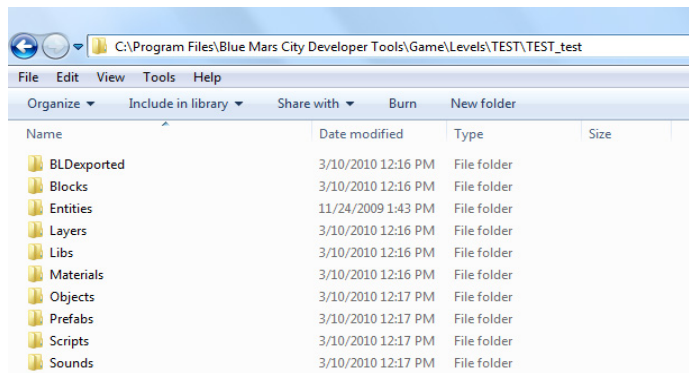 C:\Program Files\Blue Mars City Developer Tools\Game\Levels\TEST\TEST_test
File Edit View Tools Help
Organize Include in library Share with Burn New folder
Name Date modified Type Size
BLDexported 3/10/2010 12:16 PM File folder
Blocks 3/10/2010 12:16 PM File folder
Entities 11/24/2009 1:43 PM File folder
Layers 3/10/2010 12:16 PM File folder
Libs 3/10/2010 12:16 PM File folder
Materials 3/10/2010 12:16 PM File folder
Objects 3/10/2010 12:17 PM File folder
Prefabs 3/10/2010 12:17 PM File folder
Scripts 3/10/2010 12:17 PM File folder
Sounds 3/10/2010 12:17 PM File folder